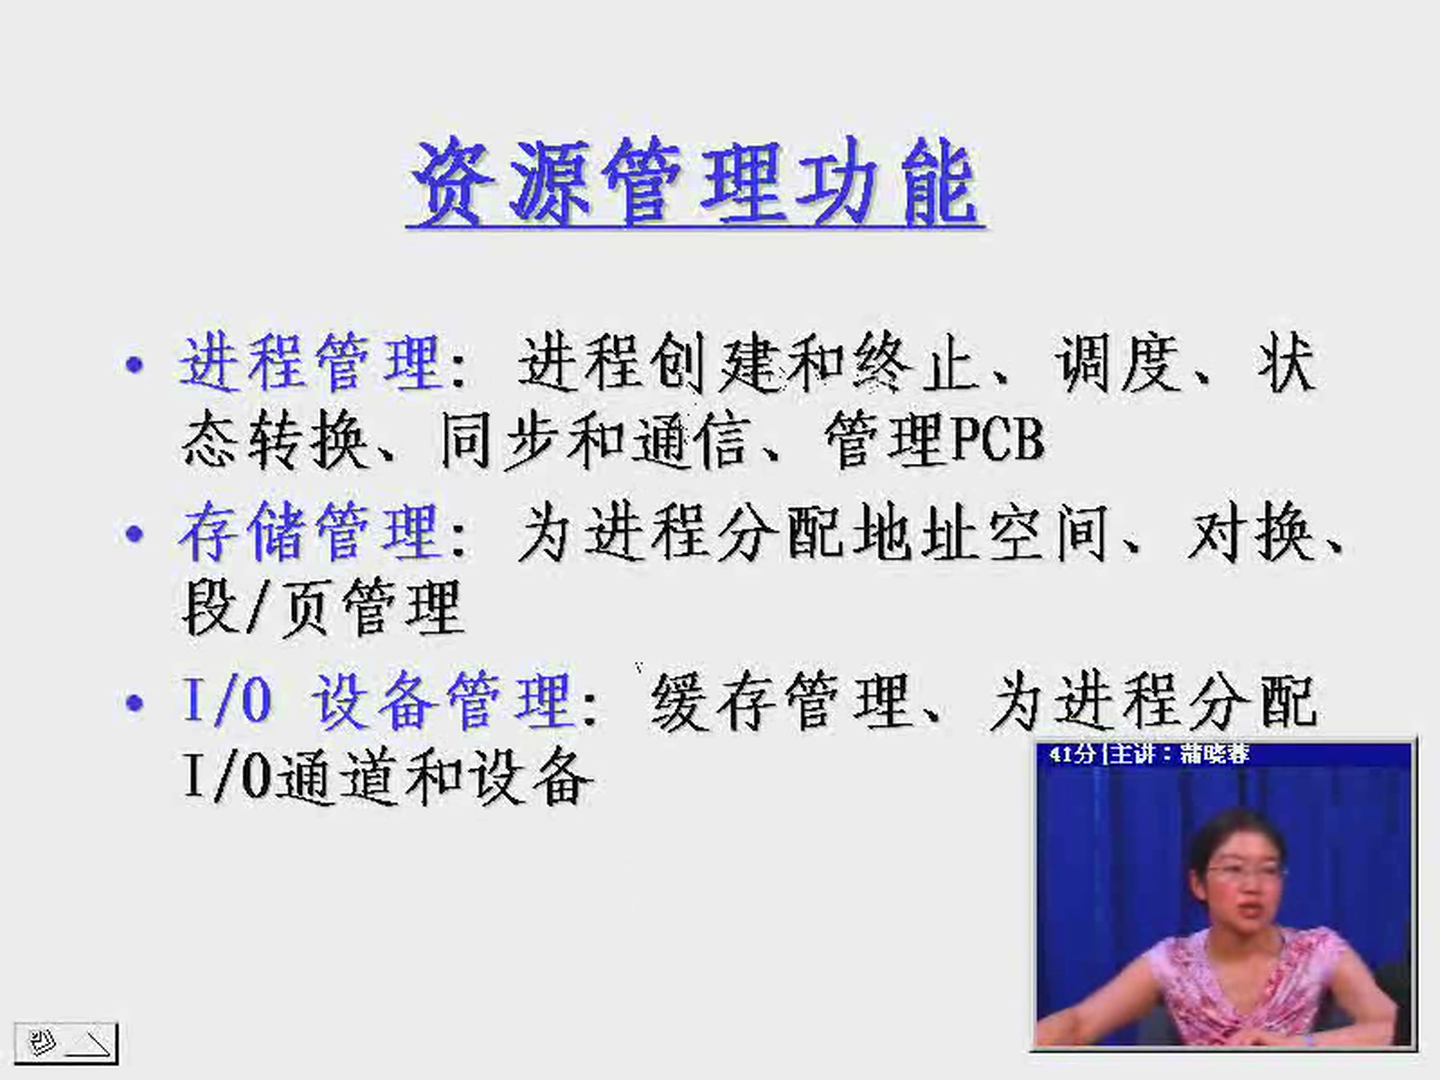 资源管理功能
• 进程管理：进程创建和终止、调度、状
态转换、同步和通信、管理PCB
• 存储管理：为进程分配地址空间、对换、
段/页管理
• I/O 设备管理：缓存管理、为进程分配
I/O通道和设备
41分|主讲：蒲晓蓉